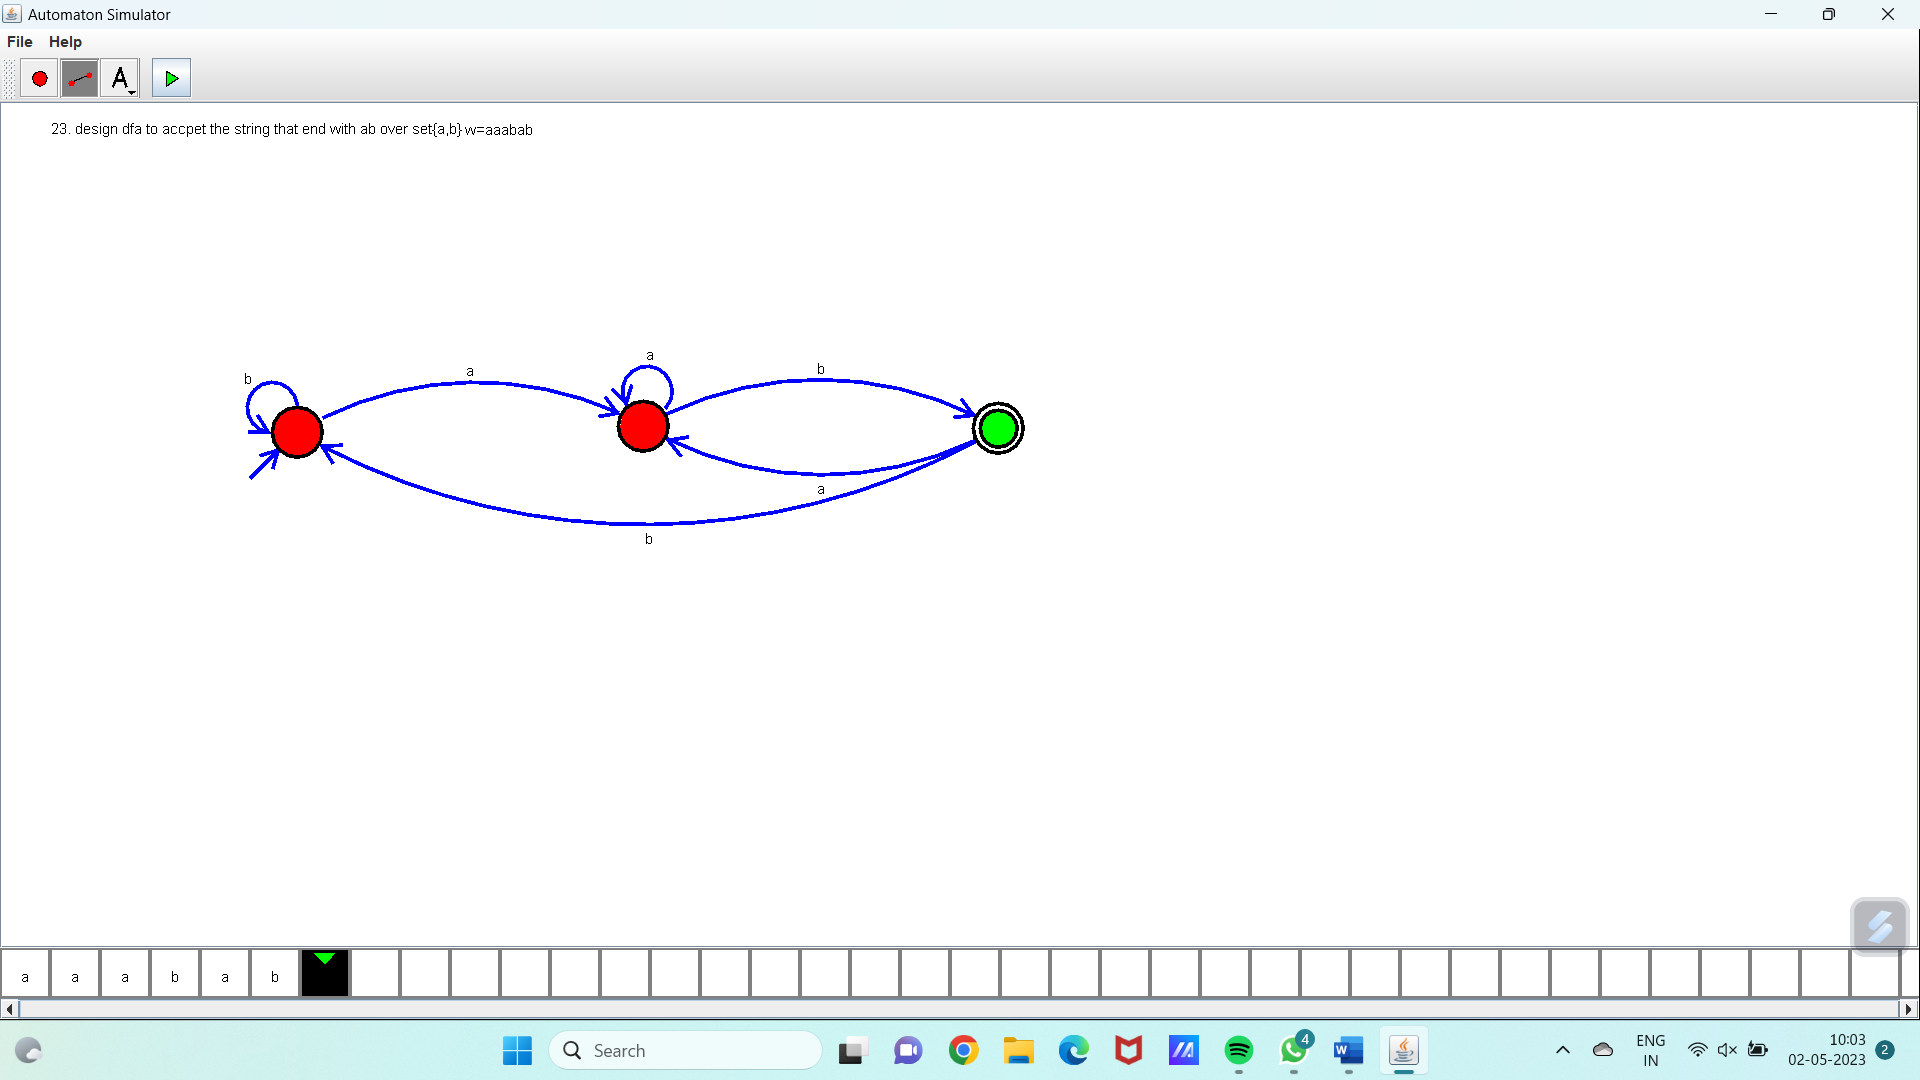 Automaton Simulator
File Help
A
23. design dfa to accpet the string that end with ab over set{a,b} w=aaabab
a
b
a
b
a
b
a
b
a a a b a b
Search
4
W
ENG
IN
10:03
02-05-2023
2